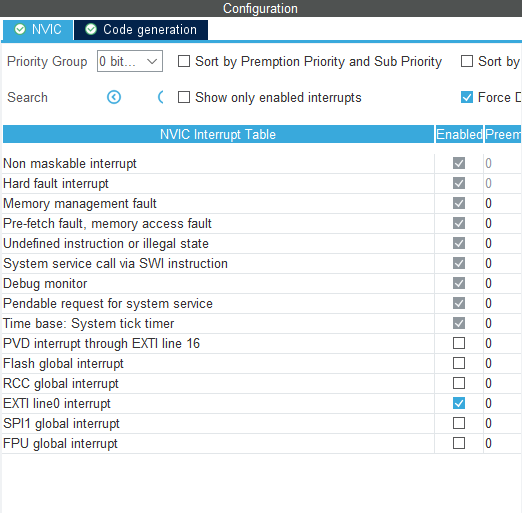 Configuration
NVIC Code generation
Priority Group 0 bit... Sort by Premption Priority and Sub Priority Sort by
Search Show only enabled interrupts Force D
NVIC Interrupt Table Enabled Preem
Non maskable interrupt 0
Hard fault interrupt 0
Memory management fault 0
Pre-fetch fault, memory access fault 0
Undefined instruction or illegal state 0
System service call via SWI instruction 0
Debug monitor 0
Pendable request for system service 0
Time base: System tick timer 0
PVD interrupt through EXTI line 16 0
Flash global interrupt 0
RCC global interrupt 0
EXTI line0 interrupt 0
SPI1 global interrupt 0
FPU global interrupt 0